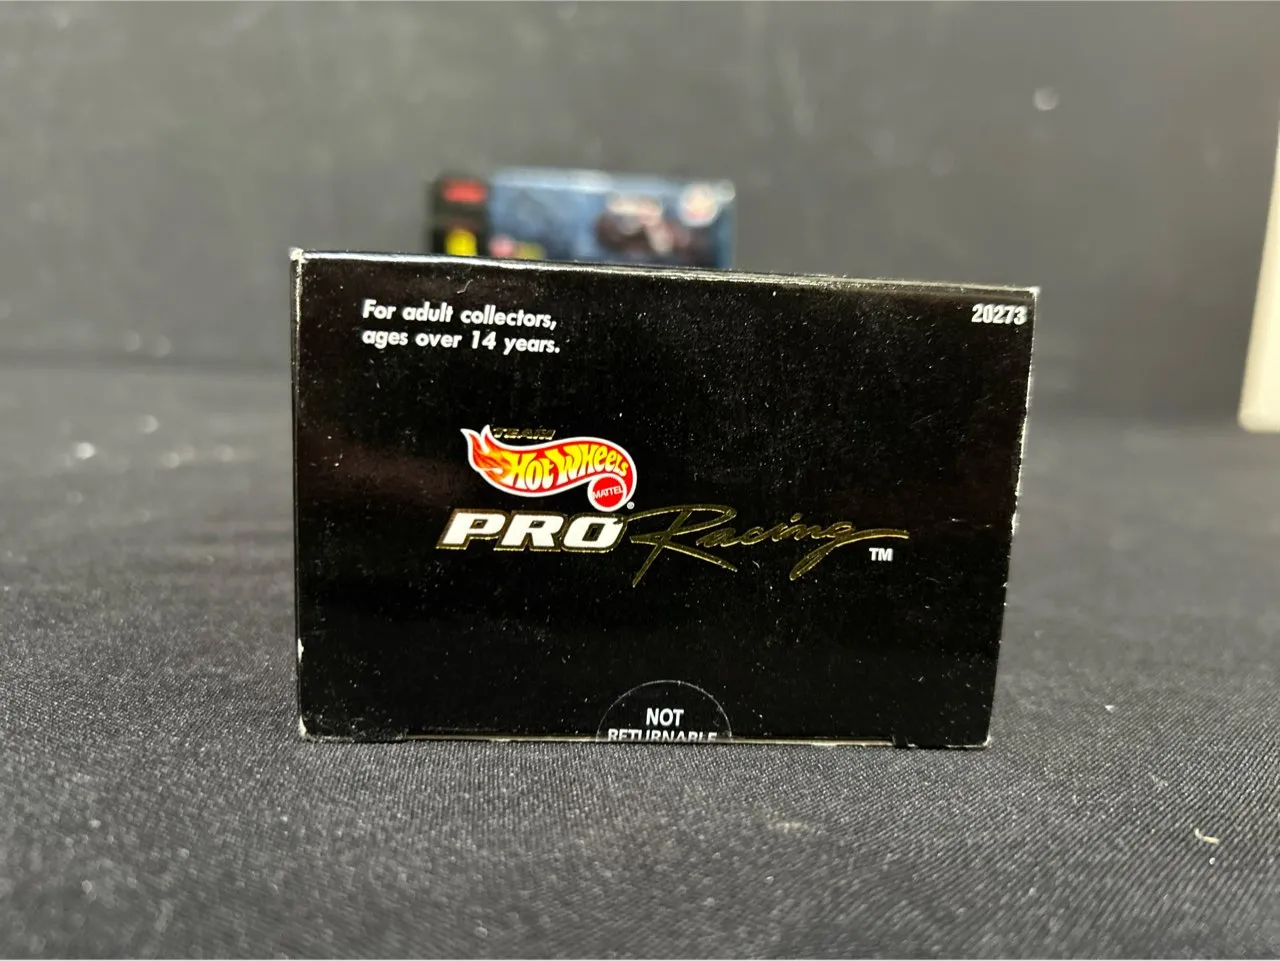 For adult collectors,
ages over 14 years.
20273
TEAM
Hot Wheels
MATTEL
®
PRO Racing
TM
NOT
RETURNABLE